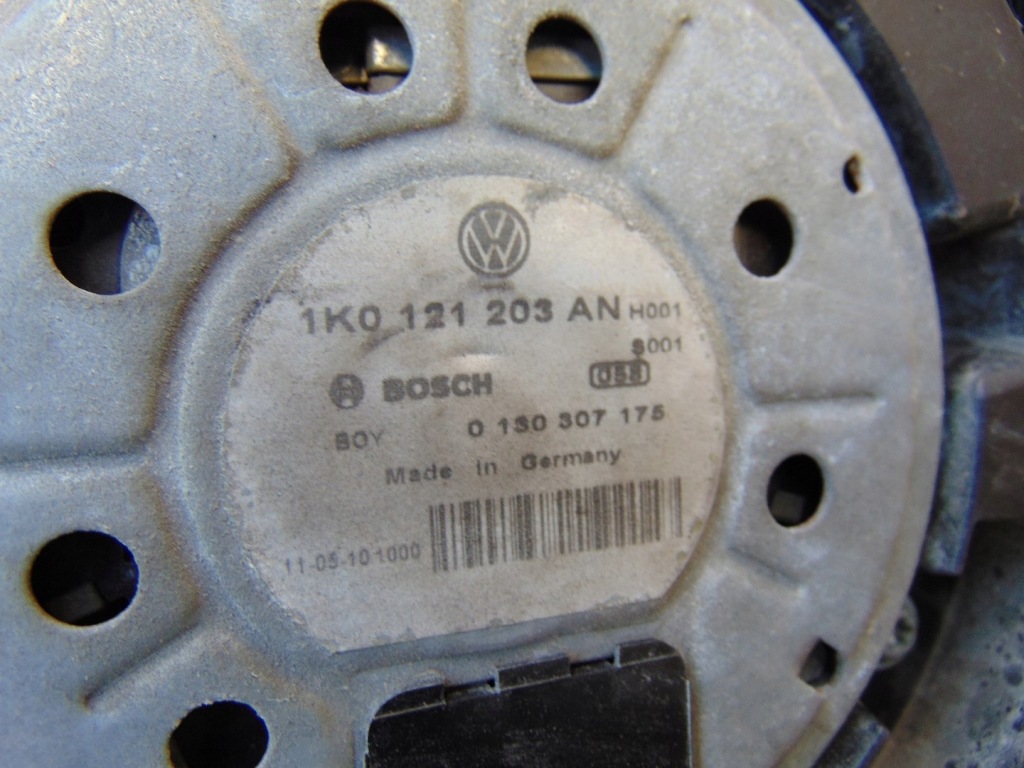 1K0 121 203 AN H001
S001
BOSCH
0 130 307 175
BOY
Made in Germany
11-05-10 1000